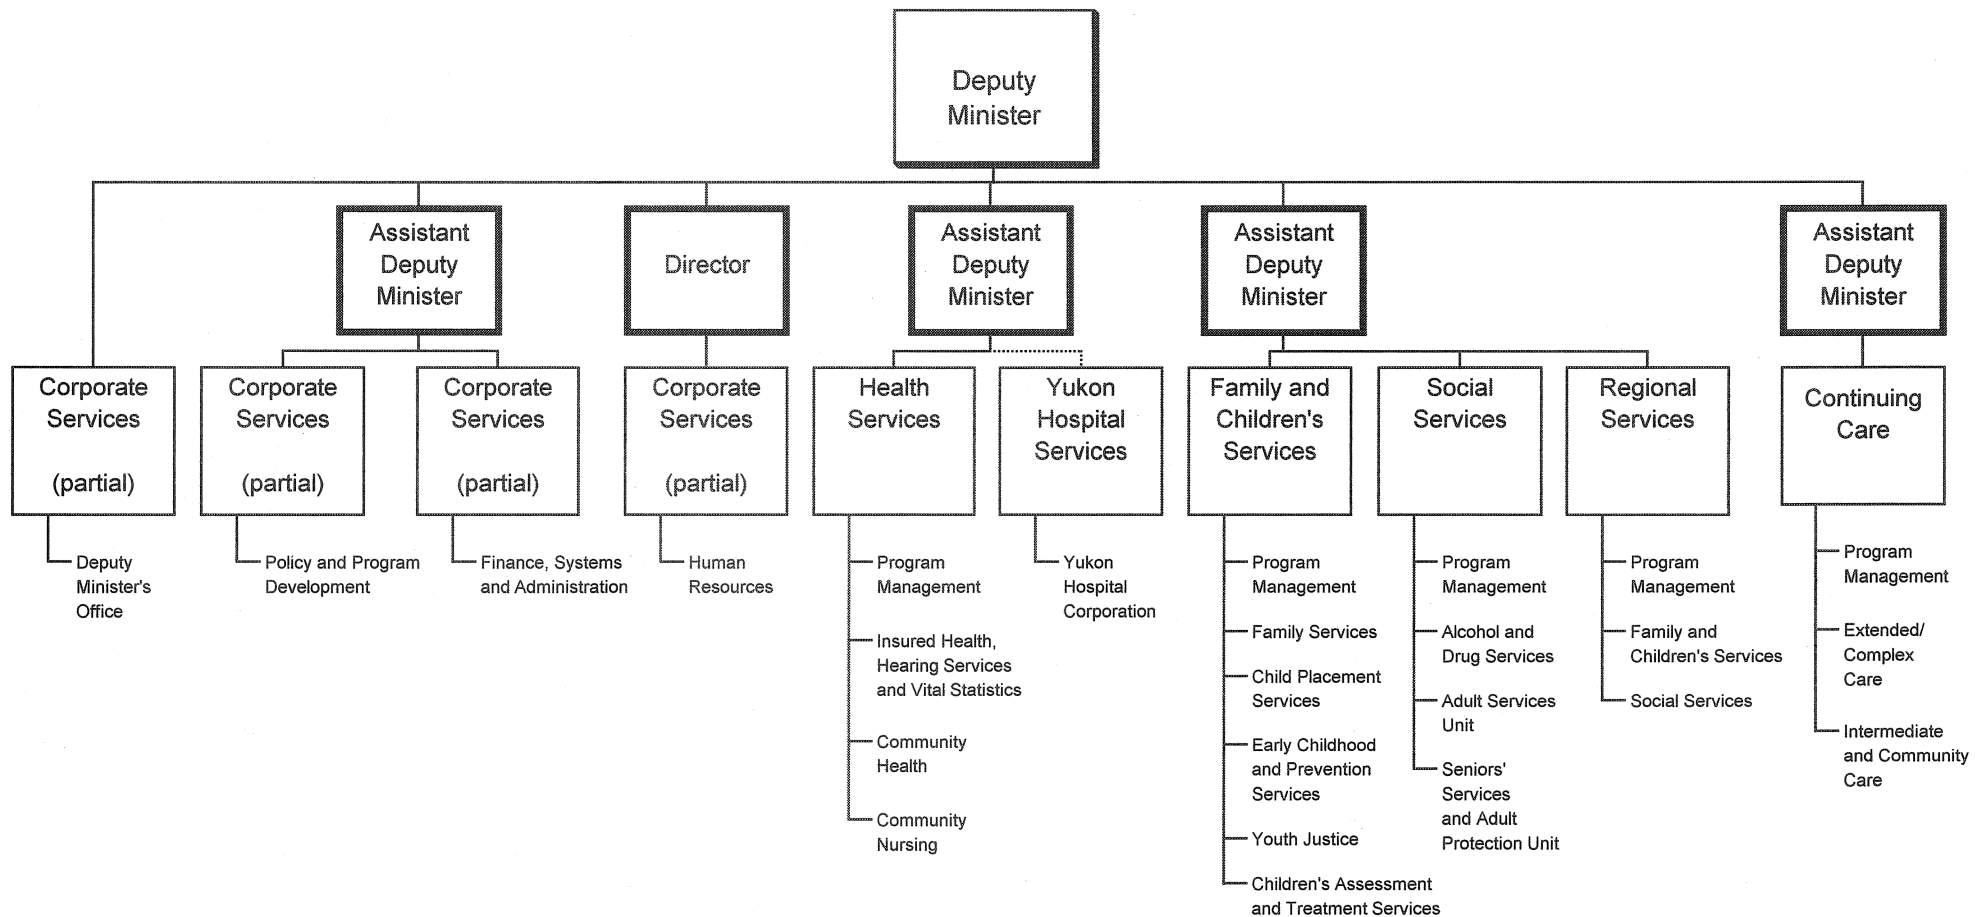 Deputy
Minister
Assistant
Deputy
Minister
Director
Assistant
Deputy
Minister
Assistant
Deputy
Minister
Assistant
Deputy
Minister
Corporate
Services
(partial)
Corporate
Services
(partial)
Corporate
Services
(partial)
Corporate
Services
(partial)
Health
Services
Yukon
Hospital
Services
Family and
Children's
Services
Social
Services
Regional
Services
Continuing
Care
Deputy
Minister's
Office
Policy and Program
Development
Finance, Systems
and Administration
Human
Resources
Program
Management
Insured Health,
Hearing Services
and Vital Statistics
Community
Health
Community
Nursing
Yukon
Hospital
Corporation
Program
Management
Family Services
Child Placement
Services
Early Childhood
and Prevention
Services
Youth Justice
Children's Assessment
and Treatment Services
Program
Management
Alcohol and
Drug Services
Adult Services
Unit
Seniors'
Services
and Adult
Protection Unit
Program
Management
Family and
Children's Services
Social Services
Program
Management
Extended/
Complex
Care
Intermediate
and Community
Care